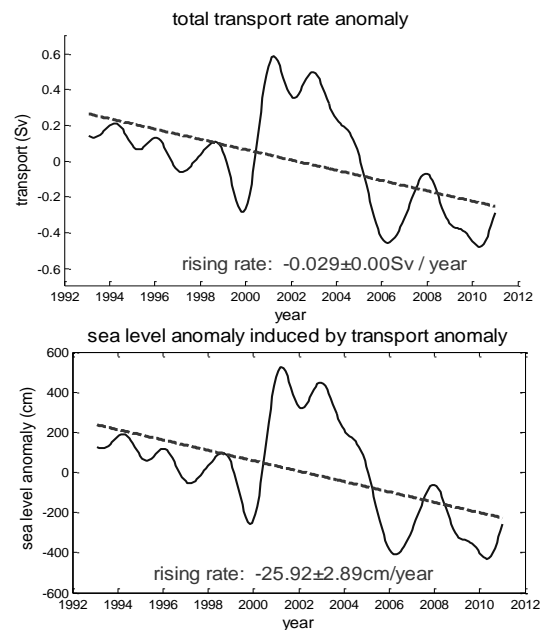 total transport rate anomaly
transport (Sv)
0.6
0.4
0.2
0
-0.2
-0.4
-0.6
rising rate: -0.029±0.00Sv / year
1992 1994 1996 1998 2000 2002 2004 2006 2008 2010 2012
year
sea level anomaly induced by transport anomaly
sea level anomaly (cm)
600
400
200
0
-200
-400
-600
rising rate: -25.92±2.89cm/year
1992 1994 1996 1998 2000 2002 2004 2006 2008 2010 2012
year